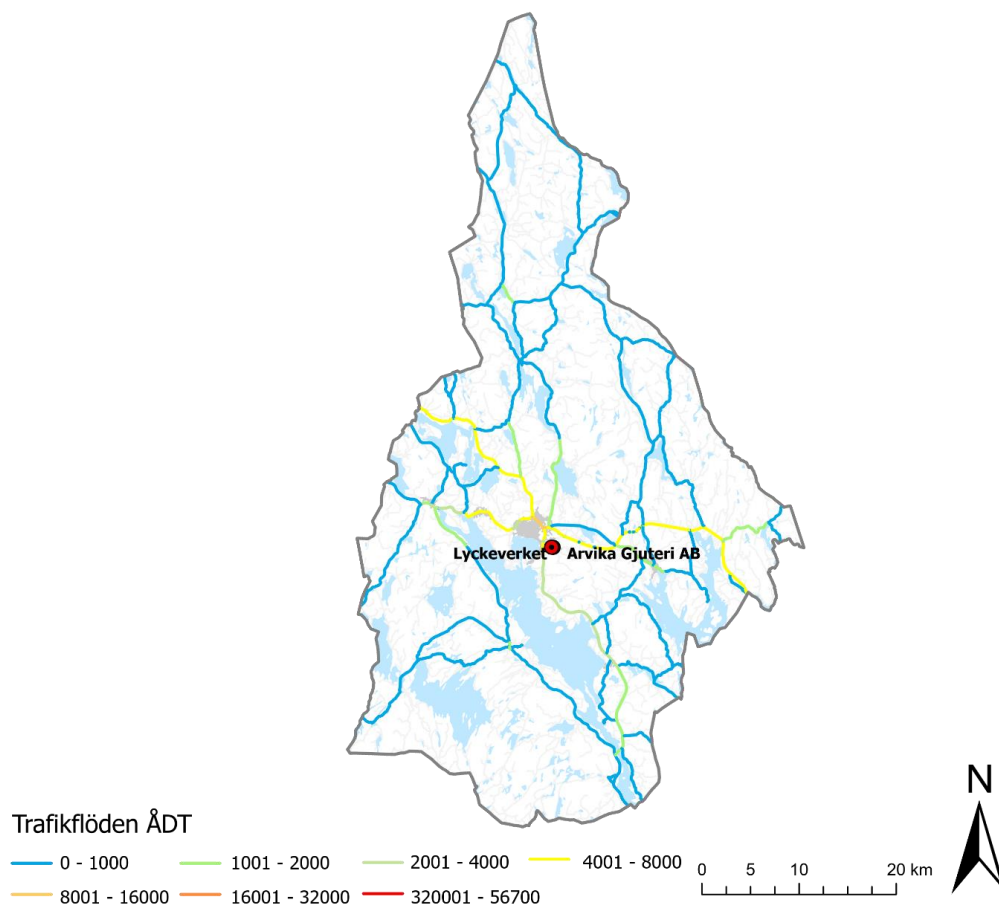 Lyckeverket Arvika Gjuteri AB
N
Trafikflöden ÅDT
0 - 1000 1001 - 2000 2001 - 4000 4001 - 8000
8001 - 16000 16001 - 32000 320001 - 56700
0 5 10 20 km